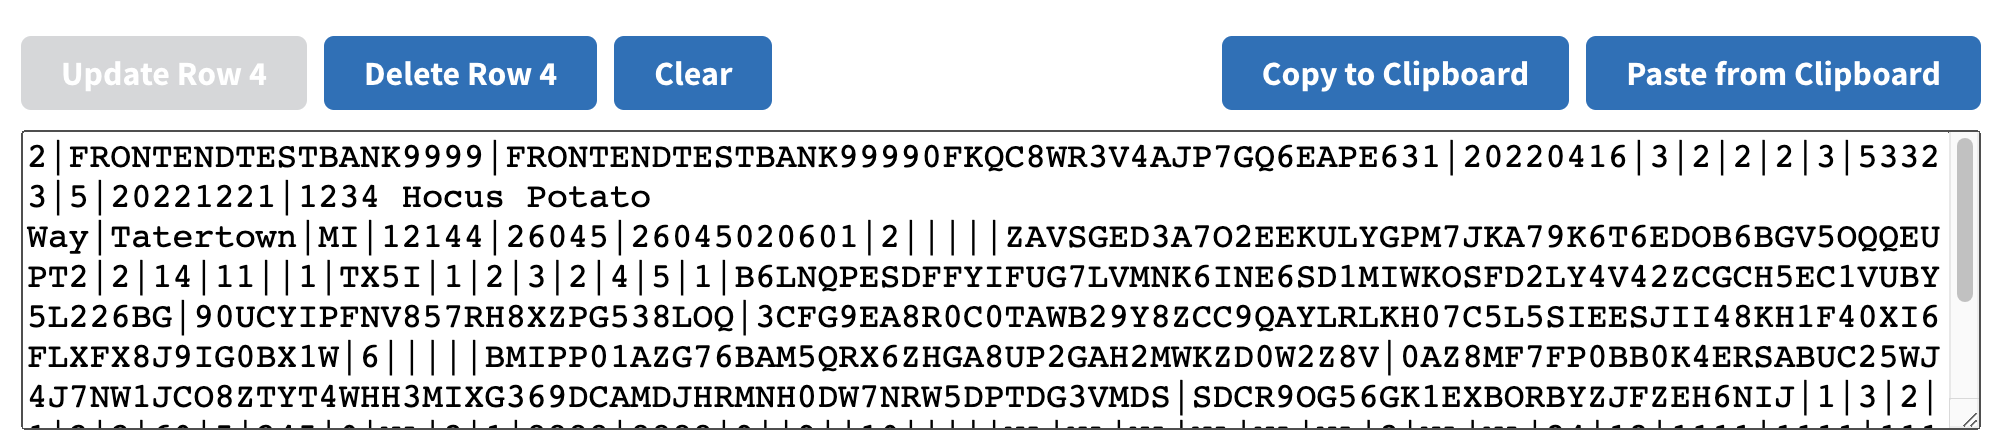 Update Row 4 Delete Row 4 Clear Copy to Clipboard Paste from Clipboard
2|FRONTENDTESTBANK9999|FRONTENDTESTBANK99990FKQC8WR3V4AJP7GQ6EAPE631|20220416|3|2|2|2|3|5332
3|5|20221221|1234 Hocus Potato
Way|Tatertown|MI|12144|26045|26045020601|2|||||ZAVSGED3A7O2EEKULYGPM7JKA79K6T6EDOB6BGV5OQQEU
PT2|2|14|11||1|TX5I|1|2|3|2|4|5|1|B6LNQPESDFFYIFUG7LVMNK6INE6SD1MIWKOSFD2LY4V42ZCGCH5EC1VUBY
5L226BG|90UCYIPFNV857RH8XZPG538LOQ|3CFG9EA8R0C0TAWB29Y8ZCC9QAYLRLKH07C5L5SIEESJII48KH1F40XI6
FLXFX8J9IG0BX1W|6|||||BMIPP01AZG76BAM5QRX6ZHGA8UP2GAH2MWKZD0W2Z8V|0AZ8MF7FP0BB0K4ERSABUC25WJ
4J7NW1JCO8ZTYT4WHH3MIXG369DCAMDJHRMNH0DW7NRW5DPTDG3VMDS|SDCR9OG56GK1EXBORBYZJFZEH6NIJ|1|3|2|